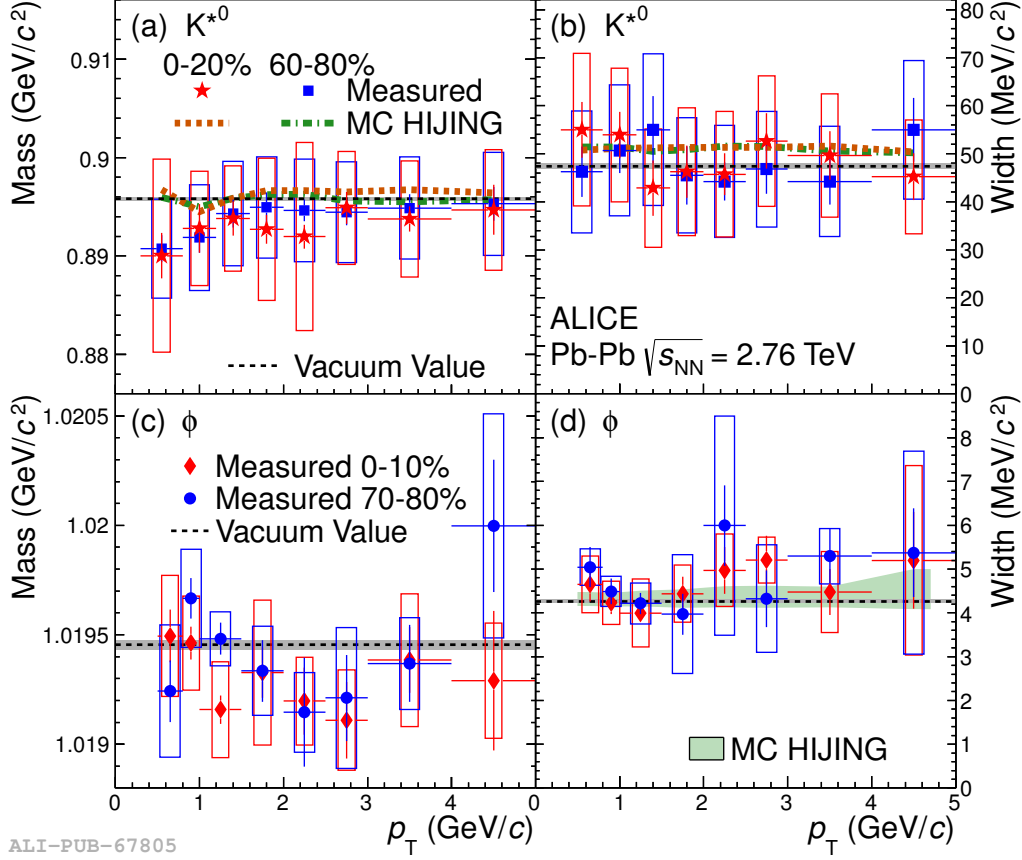 (a) K*⁰
0-20% 60-80%
Measured
MC HIJING
Vacuum Value
Mass (GeV/c²)
0.91
0.9
0.89
0.88
(b) K*⁰
ALICE
Pb-Pb √sNN = 2.76 TeV
Width (MeV/c²)
80
70
60
50
40
30
20
10
0
(c) ϕ
Measured 0-10%
Measured 70-80%
Vacuum Value
Mass (GeV/c²)
1.0205
1.02
1.0195
1.019
0 1 2 3 4
pT (GeV/c)
(d) ϕ
MC HIJING
Width (MeV/c²)
8
7
6
5
4
3
2
1
0
0 1 2 3 4 5
pT (GeV/c)
ALI-PUB-67805